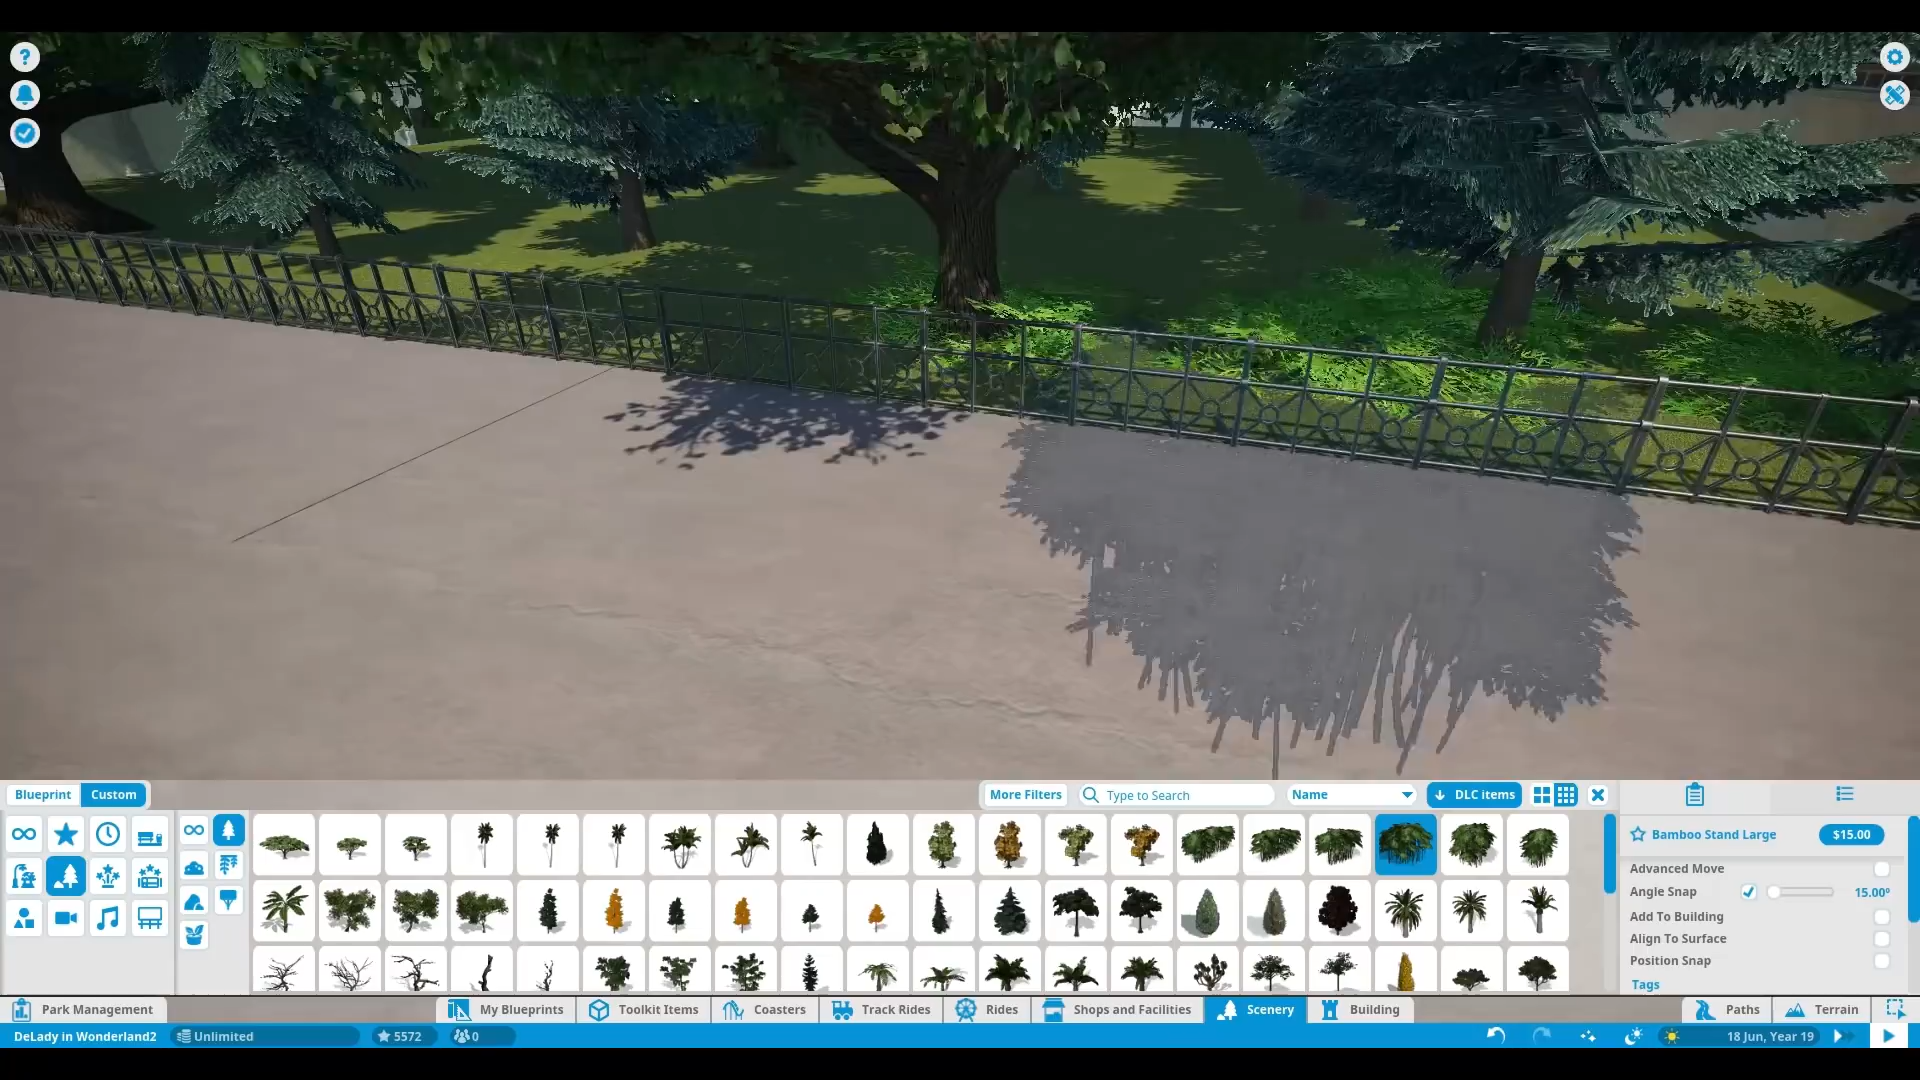 ?
Blueprint
Custom
More Filters
Type to Search
Name
DLC items
Bamboo Stand Large
$15.00
Advanced Move
Angle Snap
15.00°
Add To Building
Align To Surface
Position Snap
Tags
Park Management
My Blueprints
Toolkit Items
Coasters
Track Rides
Rides
Shops and Facilities
Scenery
Building
Paths
Terrain
DeLady in Wonderland2
Unlimited
5572
0
18 Jun, Year 19